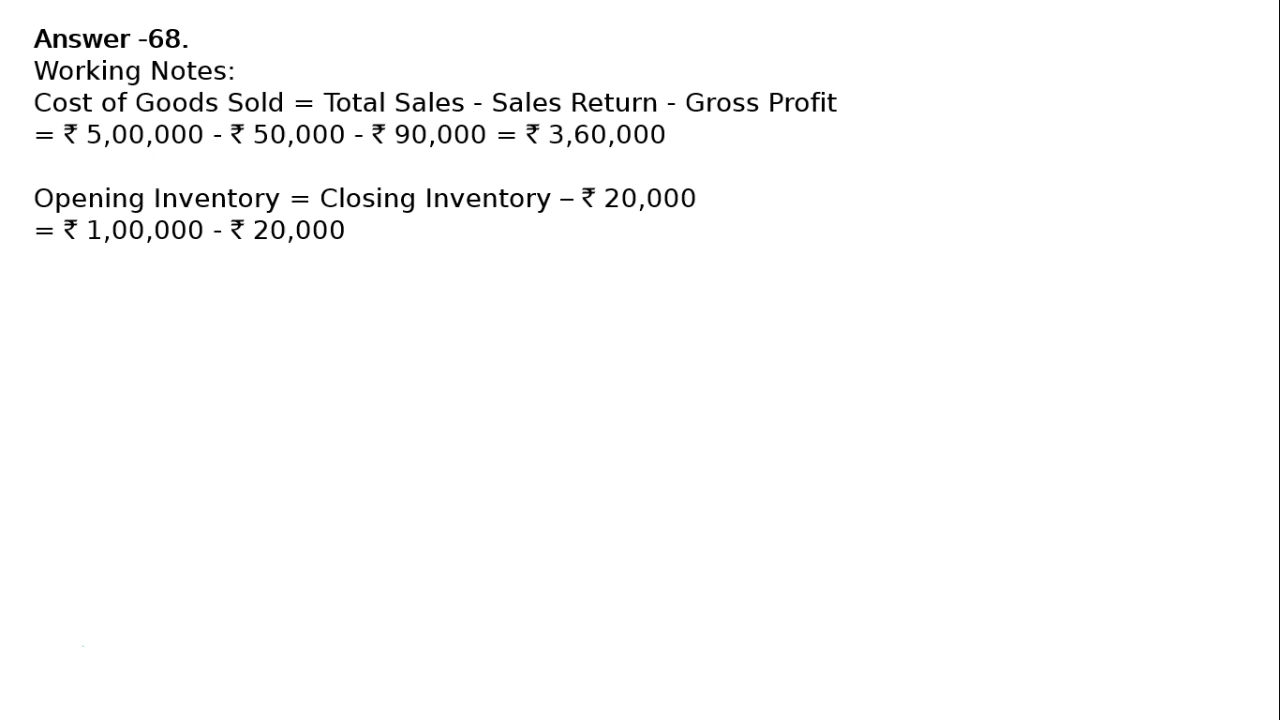 Answer -68.
Working Notes:
Cost of Goods Sold = Total Sales - Sales Return - Gross Profit
= ₹ 5,00,000 - ₹ 50,000 - ₹ 90,000 = ₹ 3,60,000
Opening Inventory = Closing Inventory – ₹ 20,000
= ₹ 1,00,000 - ₹ 20,000